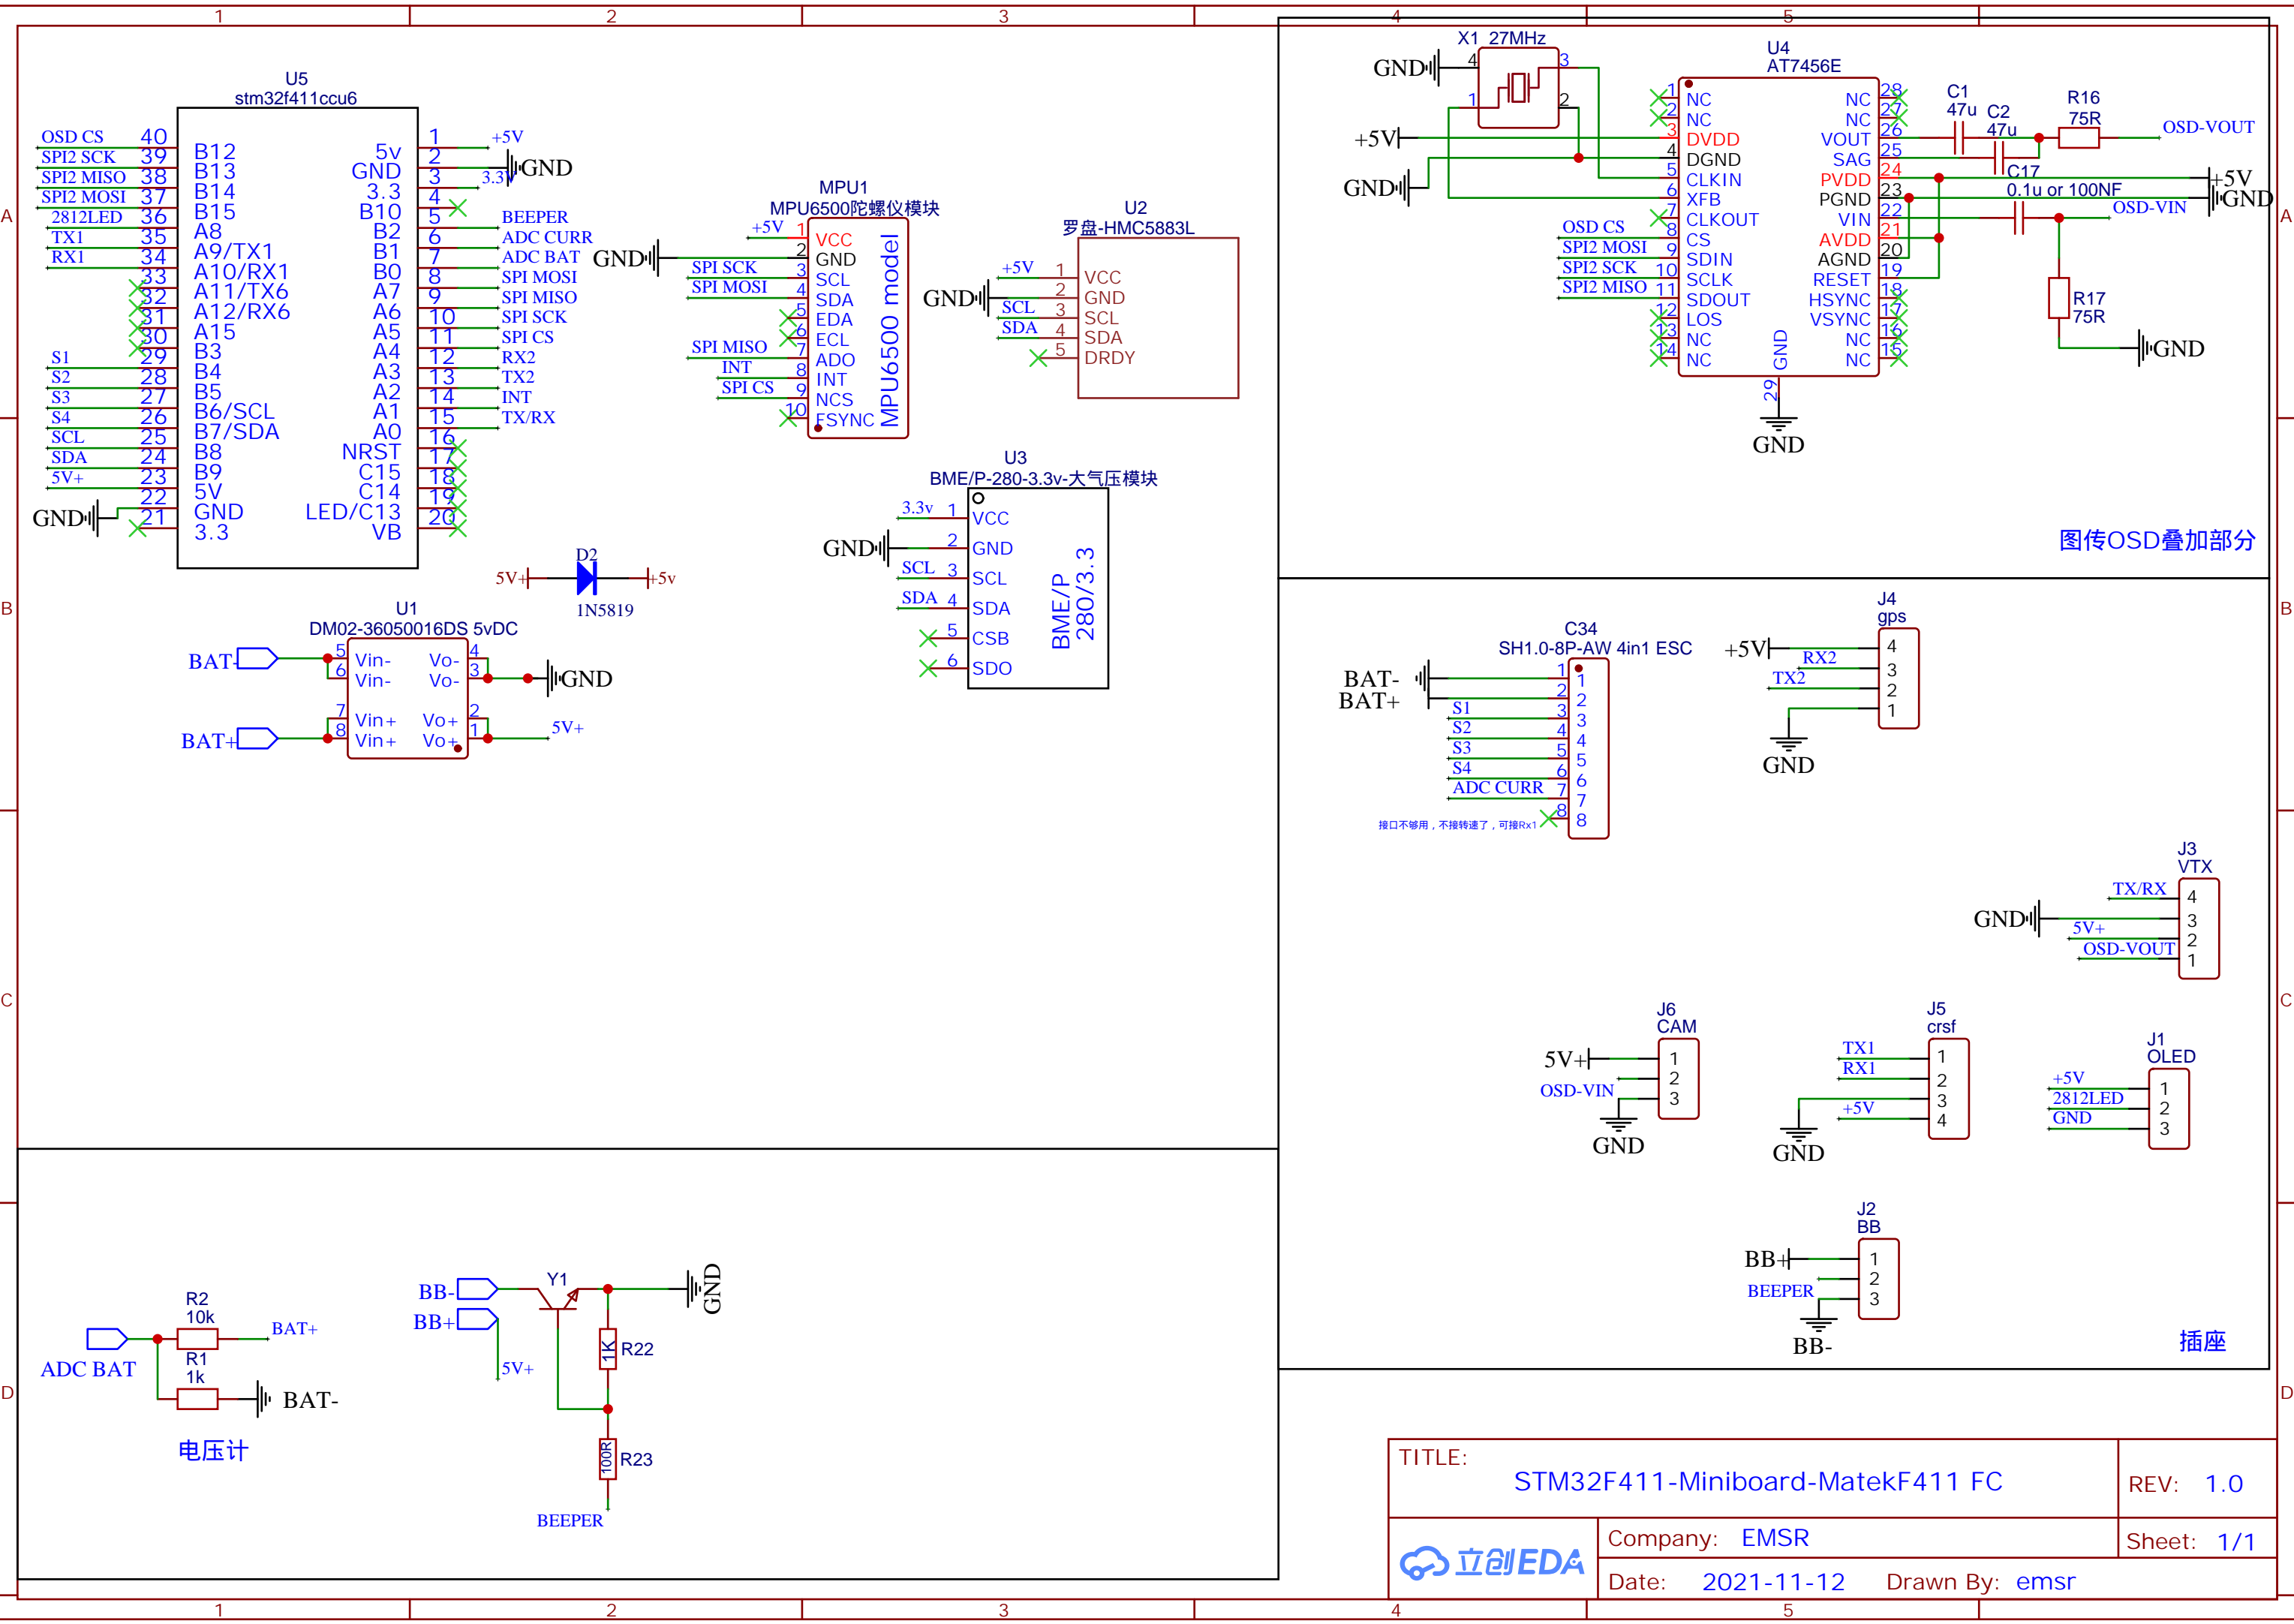 1 2 3 4 5
A
B
C
D
U5
stm32f411ccu6
OSD CS 40 B12
SPI2 SCK 39 B13
SPI2 MISO 38 B14
SPI2 MOSI 37 B15
2812LED 36 A8
TX1 35 A9/TX1
RX1 34 A10/RX1
33 A11/TX6
32 A12/RX6
31 A15
30 B3
S1 29 B4
S2 28 B5
S3 27 B6/SCL
S4 26 B7/SDA
SCL 25 B8
SDA 24 B9
5V+ 23 5V
GND 22 GND
21 3.3
5v 1 +5V
GND 2 GND
3.3 3 3.3V
B10 4
B2 5 BEEPER
B1 6 ADC CURR
B0 7 ADC BAT
A7 8 SPI MOSI
A6 9 SPI MISO
A5 10 SPI SCK
A4 11 SPI CS
A3 12 RX2
A2 13 TX2
A1 14 INT
A0 15 TX/RX
NRST 16
C15 17
C14 18
LED/C13 19
VB 20
D2
5V+ +5v
1N5819
U1
DM02-36050016DS 5vDC
BAT- 5 Vin- Vo- 4
6 Vin- Vo- 3 GND
7 Vin+ Vo+ 2
BAT+ 8 Vin+ Vo+ 1 5V+
MPU1
MPU6500陀螺仪模块
+5V 1 VCC
GND 2 GND
SPI SCK 3 SCL
SPI MOSI 4 SDA
5 EDA
6 ECL
SPI MISO 7 ADO
INT 8 INT
SPI CS 9 NCS
10 FSYNC
MPU6500 model
U2
罗盘-HMC5883L
+5V 1 VCC
GND 2 GND
SCL 3 SCL
SDA 4 SDA
5 DRDY
U3
BME/P-280-3.3v-大气压模块
3.3v 1 VCC
GND 2 GND
SCL 3 SCL
SDA 4 SDA
5 CSB
6 SDO
BME/P
280/3.3
X1 27MHz
GND 4 3
1 2
+5V
GND
U4
AT7456E
1 NC
2 NC
3 DVDD
4 DGND
5 CLKIN
6 XFB
7 CLKOUT
OSD CS 8 CS
SPI2 MOSI 9 SDIN
SPI2 SCK 10 SCLK
SPI2 MISO 11 SDOUT
12 LOS
13 NC
14 NC
NC 28
NC 27
VOUT 26
SAG 25
PVDD 24 +5V
PGND 23 GND
VIN 22
AVDD 21
AGND 20
RESET 19
HSYNC 18
VSYNC 17
NC 16
NC 15
GND
29
GND
C1
47u
C2
47u
R16
75R
OSD-VOUT
C17
0.1u or 100NF
OSD-VIN
R17
75R
GND
图传OSD叠加部分
C34
SH1.0-8P-AW 4in1 ESC
BAT- 1 1
BAT+ 2 2
S1 3 3
S2 4 4
S3 5 5
S4 6 6
ADC CURR 7 7
8 8
接口不够用，不接转速了，可接Rx1
J4
gps
+5V 4
RX2 3
TX2 2
1
GND
J3
VTX
TX/RX 4
GND 3
5V+ 2
OSD-VOUT 1
J6
CAM
5V+ 1
OSD-VIN 2
3
GND
J5
crsf
TX1 1
RX1 2
3
+5V 4
GND
J1
OLED
+5V 1
2812LED 2
GND 3
J2
BB
BB+ 1
BEEPER 2
3
BB-
插座
R2
10k
BAT+
ADC BAT
R1
1k
BAT-
电压计
BB-
BB+
Y1
GND
5V+
1K R22
100R R23
BEEPER
TITLE:
STM32F411-Miniboard-MatekF411 FC
REV: 1.0
立创EDA
Company: EMSR
Sheet: 1/1
Date: 2021-11-12
Drawn By: emsr
A
B
C
D
1 2 3 4 5